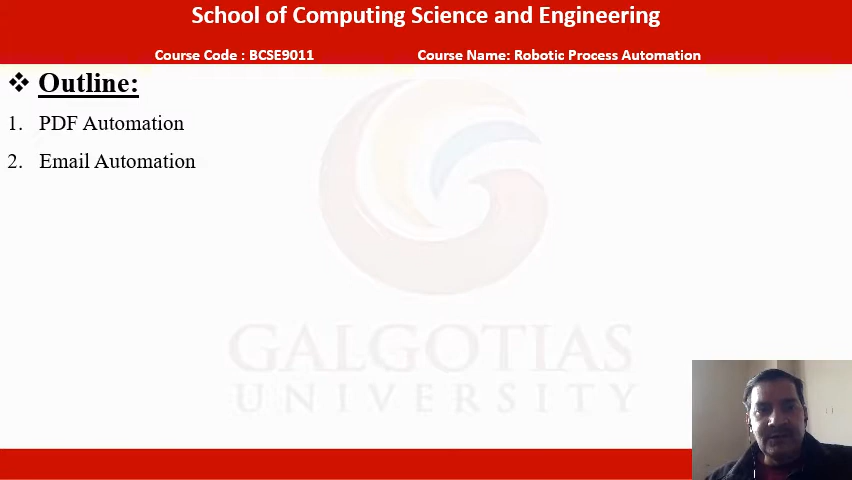 School of Computing Science and Engineering
Course Code : BCSE9011 Course Name: Robotic Process Automation
❖ Outline:
1. PDF Automation
2. Email Automation
GALGOTIAS
UNIVERSITY